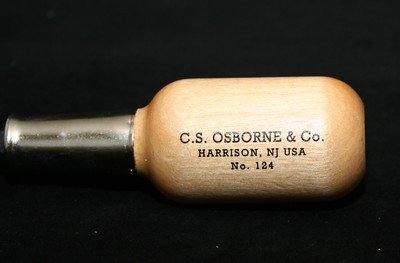 C.S. OSBORNE & Co.
HARRISON, NJ USA
No. 124